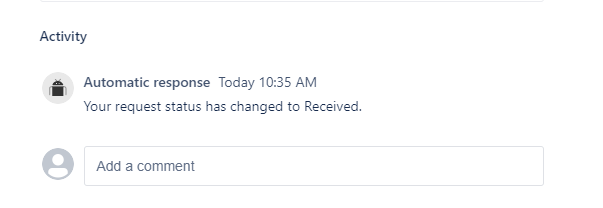 Activity
Automatic response Today 10:35 AM
Your request status has changed to Received.
Add a comment